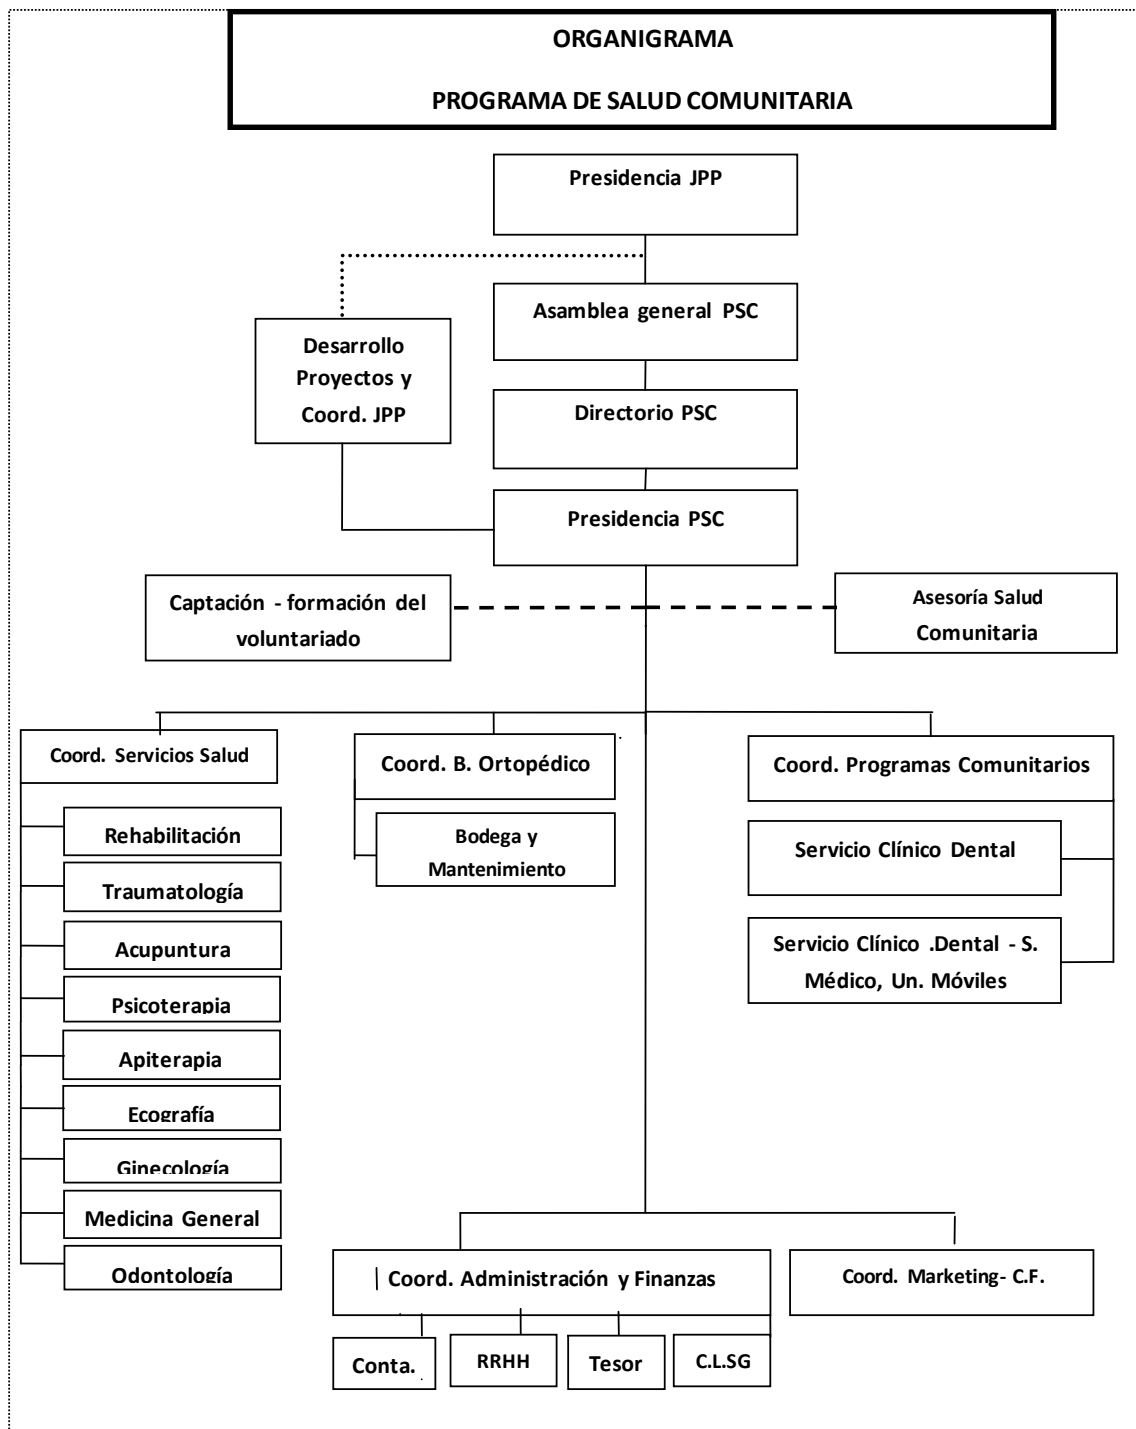 ORGANIGRAMA
PROGRAMA DE SALUD COMUNITARIA
Presidencia JPP
Asamblea general PSC
Desarrollo
Proyectos y
Coord. JPP
Directorio PSC
Presidencia PSC
Captación - formación del
voluntariado
Asesoría Salud
Comunitaria
Coord. Servicios Salud
Rehabilitación
Traumatología
Acupuntura
Psicoterapia
Apiterapia
Ecografía
Ginecología
Medicina General
Odontología
Coord. B. Ortopédico
Bodega y
Mantenimiento
Coord. Programas Comunitarios
Servicio Clínico Dental
Servicio Clínico .Dental - S.
Médico, Un. Móviles
Coord. Administración y Finanzas
Conta.
RRHH
Tesor
C.L.SG
Coord. Marketing- C.F.